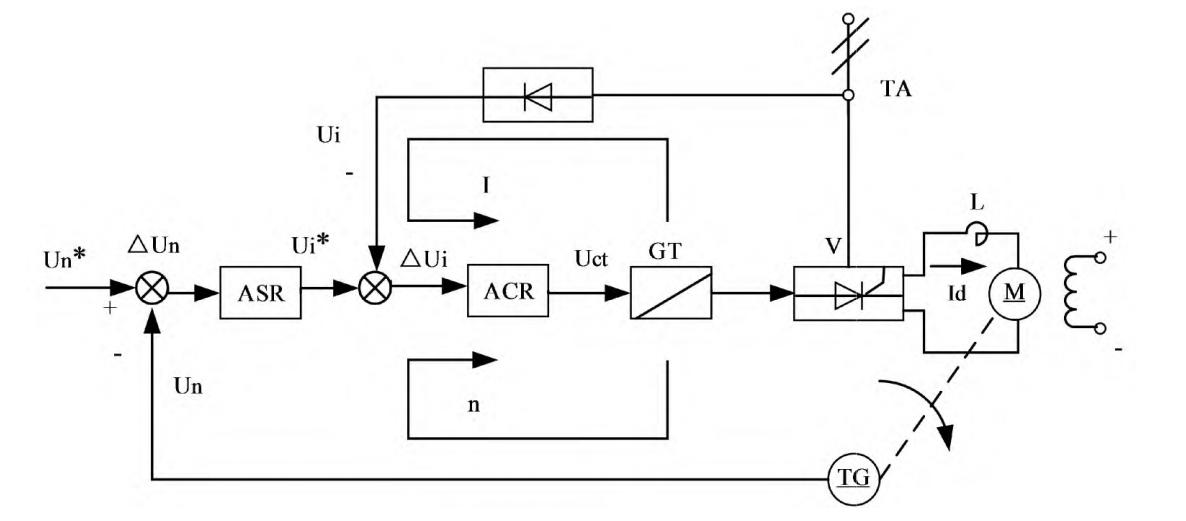 TA
Ui
-
I
L
Un*
△Un
Ui*
△Ui
Uct
GT
V
+
ASR
ACR
Id
M
+
-
-
Un
n
TG